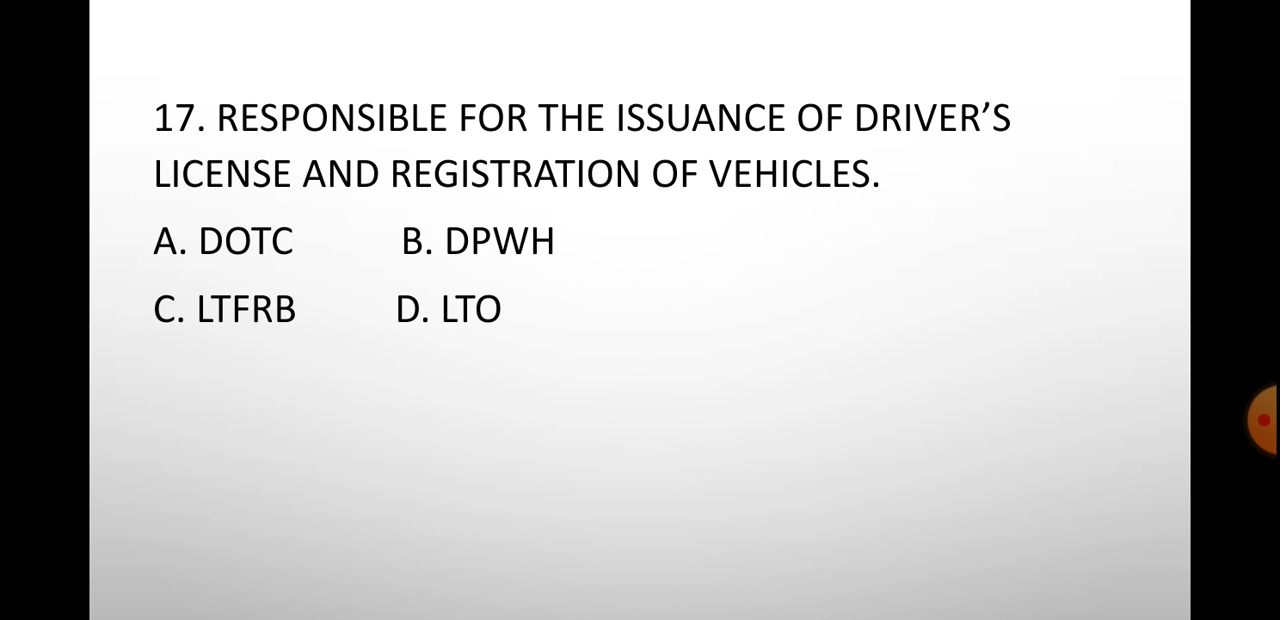 17. RESPONSIBLE FOR THE ISSUANCE OF DRIVER’S
LICENSE AND REGISTRATION OF VEHICLES.
A. DOTC B. DPWH
C. LTFRB D. LTO